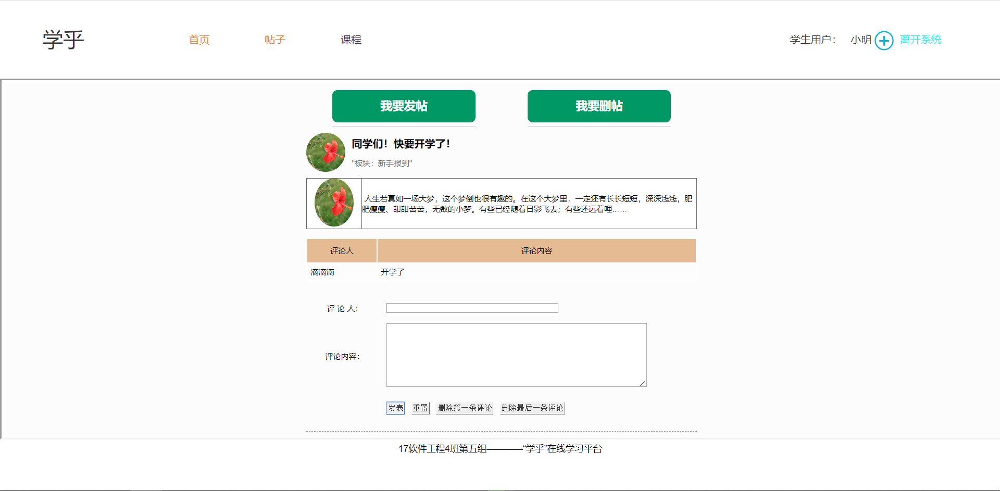 学乎 首页 帖子 课程 学生用户： 小明 离开系统
我要发帖 我要删帖
同学们！快要开学了！
"板块：新手报到"
人生若真如一场大梦，这个梦倒也很有趣的。在这个大梦里，一定还有长长短短，深深浅浅，肥
肥瘦瘦、甜甜苦苦，无数的小梦。有些已经随着日影飞去；有些还远着哩……
评论人 评论内容
滴滴滴 开学了
评 论 人：
评论内容：
发表 重置 删除第一条评论 删除最后一条评论
17软件工程4班第五组————“学乎”在线学习平台